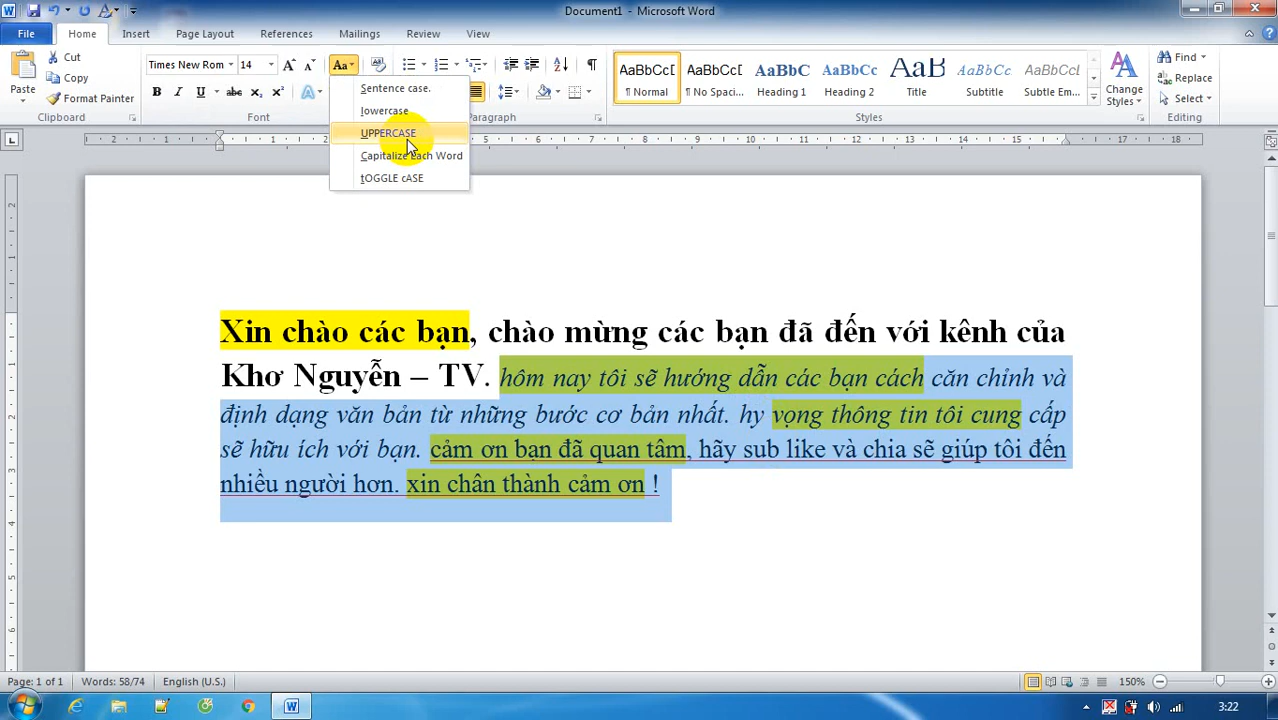 Document1 - Microsoft Word
File Home Insert Page Layout References Mailings Review View
Cut
Copy
Format Painter
Paste
Clipboard
Times New Rom 14
B I U abc x₂ x² A
Font
Aa
Sentence case.
lowercase
UPPERCASE
Capitalize Each Word
tOGGLE cASE
Paragraph
AaBbCcI AaBbCcI AaBbC AaBbCc AaB AaBbCcI AaBbCcD
¶ Normal ¶ No Spaci... Heading 1 Heading 2 Title Subtitle Subtle Em...
Change Styles
Styles
Find
Replace
Select
Editing
Xin chào các bạn, chào mừng các bạn đã đến với kênh của
Khơ Nguyễn – TV. hôm nay tôi sẽ hướng dẫn các bạn cách căn chỉnh và
định dạng văn bản từ những bước cơ bản nhất. hy vọng thông tin tôi cung cấp
sẽ hữu ích với bạn. cảm ơn bạn đã quan tâm, hãy sub like và chia sẽ giúp tôi đến
nhiều người hơn. xin chân thành cảm ơn !
Page: 1 of 1 Words: 58/74 English (U.S.) 150%
3:22